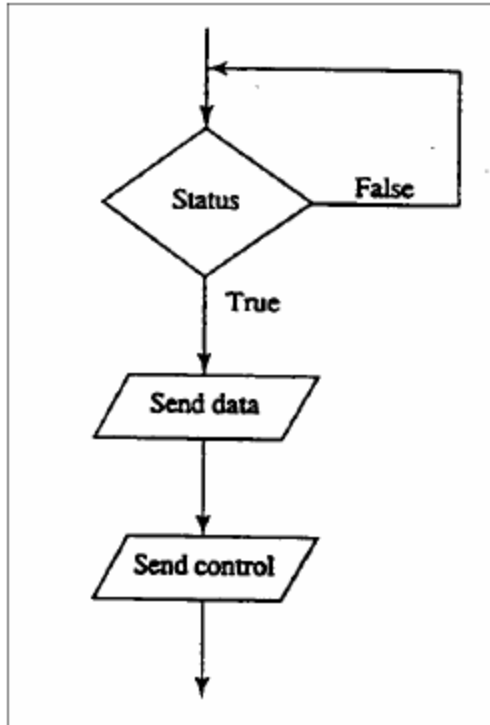 Status
False
True
Send data
Send control